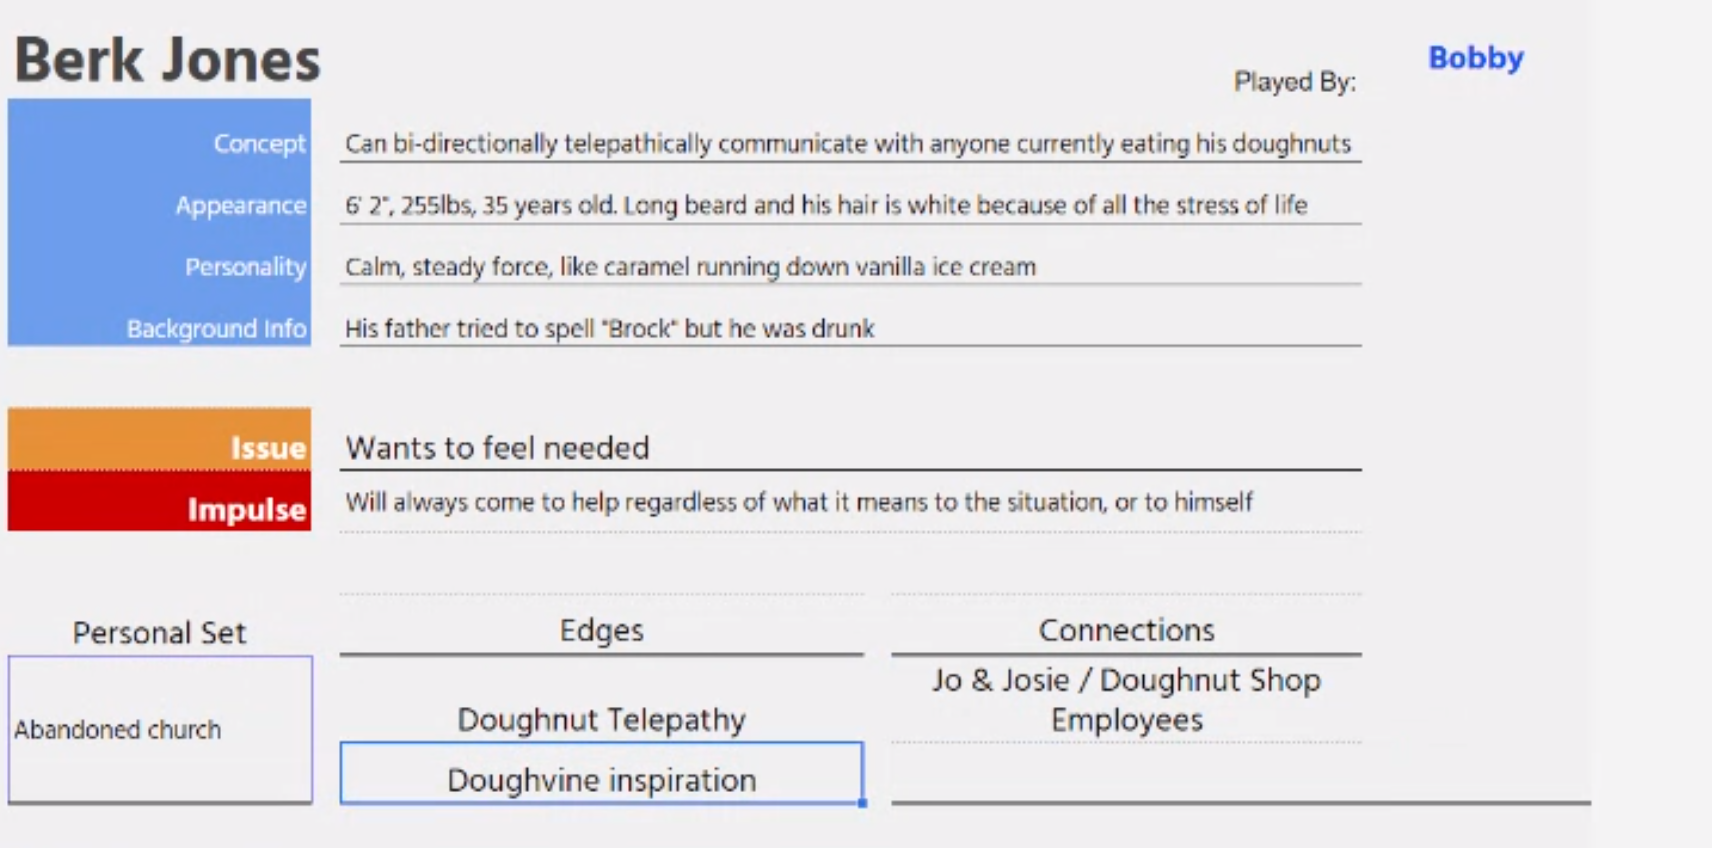 Berk Jones
Played By:
Bobby
Concept
Can bi-directionally telepathically communicate with anyone currently eating his doughnuts
Appearance
6' 2", 255lbs, 35 years old. Long beard and his hair is white because of all the stress of life
Personality
Calm, steady force, like caramel running down vanilla ice cream
Background Info
His father tried to spell "Brock" but he was drunk
Issue
Wants to feel needed
Impulse
Will always come to help regardless of what it means to the situation, or to himself
Personal Set
Edges
Connections
Abandoned church
Doughnut Telepathy
Jo & Josie / Doughnut Shop
Employees
Doughvine inspiration